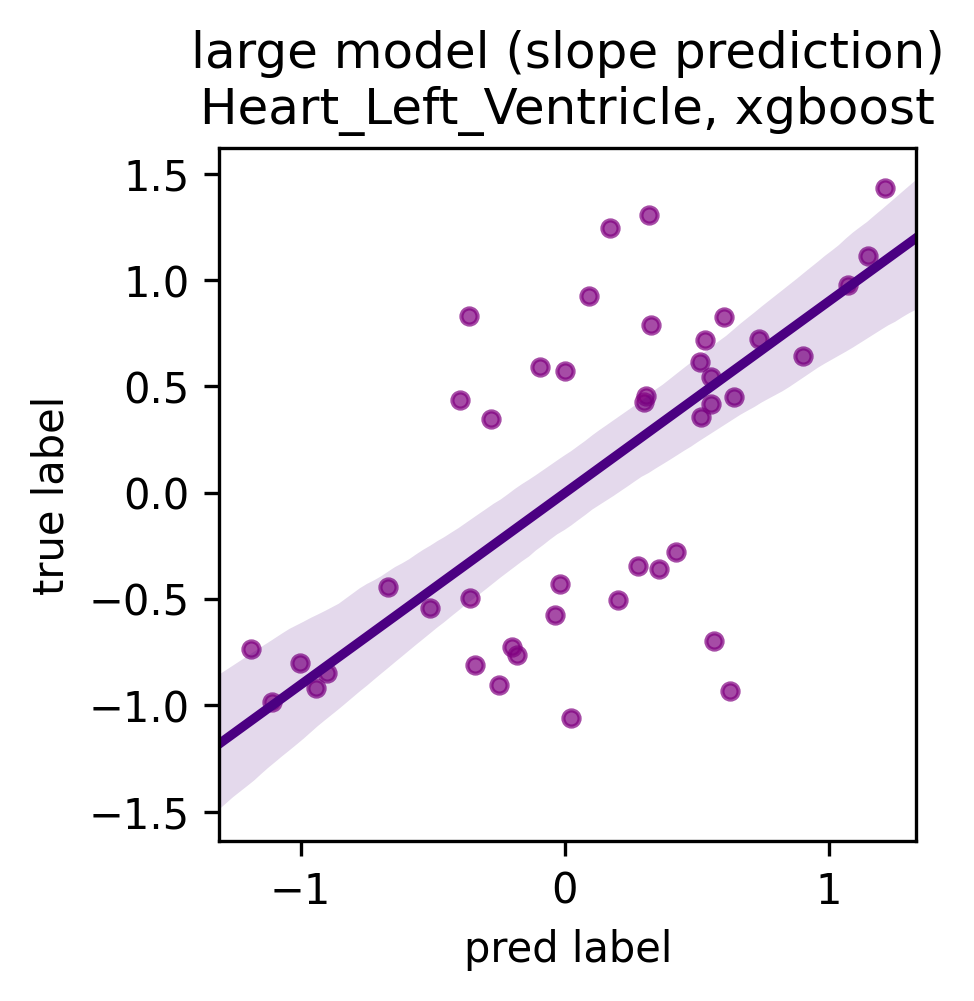 large model (slope prediction)
Heart_Left_Ventricle, xgboost
1.5
1.0
0.5
0.0
−0.5
−1.0
−1.5
true label
−1
0
1
pred label